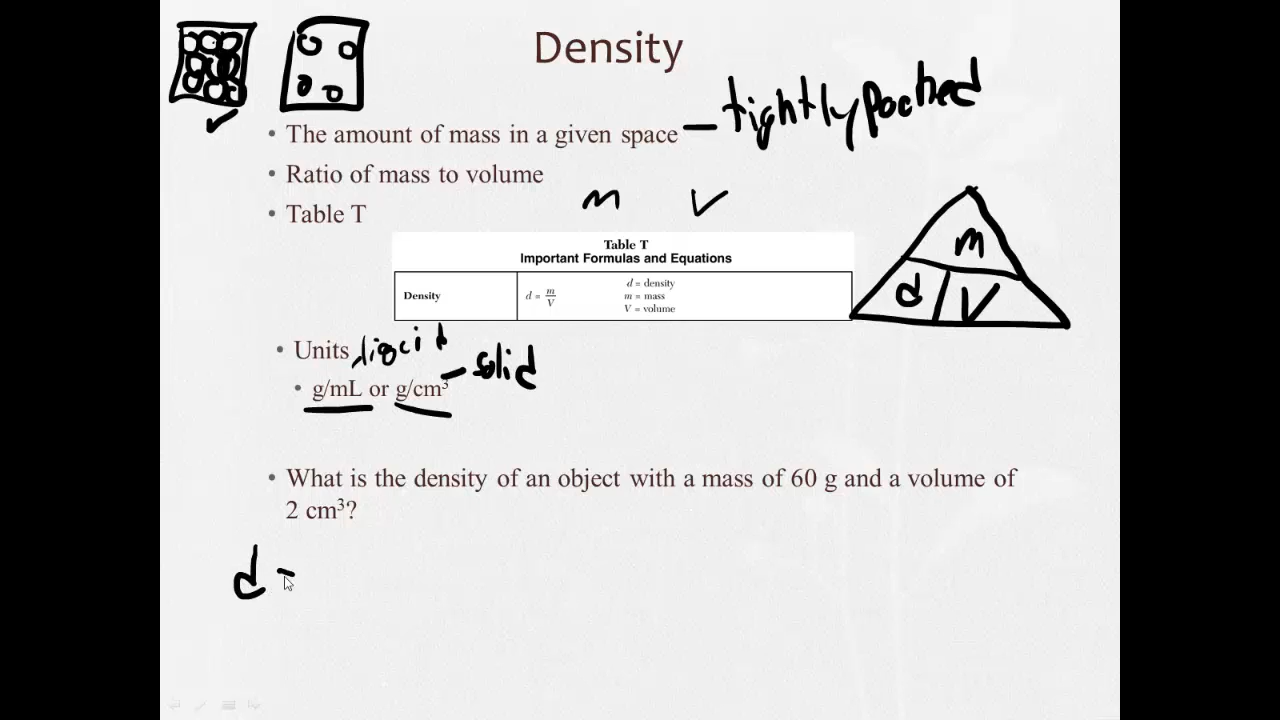 Density
• The amount of mass in a given space – tightly packed
• Ratio of mass to volume
m V
• Table T
Table T
Important Formulas and Equations
Density d = m/V d = density
m = mass
V = volume
m
d V
• Units liquid
• g/mL or g/cm³ – solid
• What is the density of an object with a mass of 60 g and a volume of
2 cm³?
d =